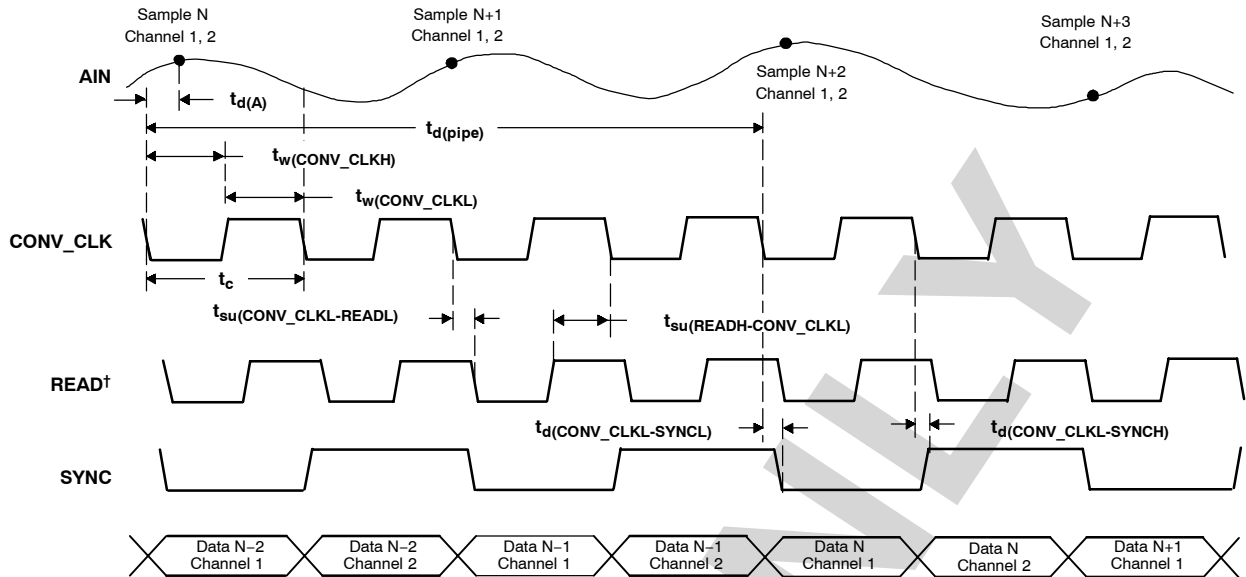 Sample N
Channel 1, 2
Sample N+1
Channel 1, 2
Sample N+3
Channel 1, 2
AIN
Sample N+2
Channel 1, 2
td(A)
td(pipe)
tw(CONV_CLKH)
tw(CONV_CLKL)
CONV_CLK
tc
tsu(CONV_CLKL-READL)
tsu(READH-CONV_CLKL)
READ†
td(CONV_CLKL-SYNCL)
td(CONV_CLKL-SYNCH)
SYNC
Data N−2
Channel 1
Data N−2
Channel 2
Data N−1
Channel 1
Data N−1
Channel 2
Data N
Channel 1
Data N
Channel 2
Data N+1
Channel 1
NLY